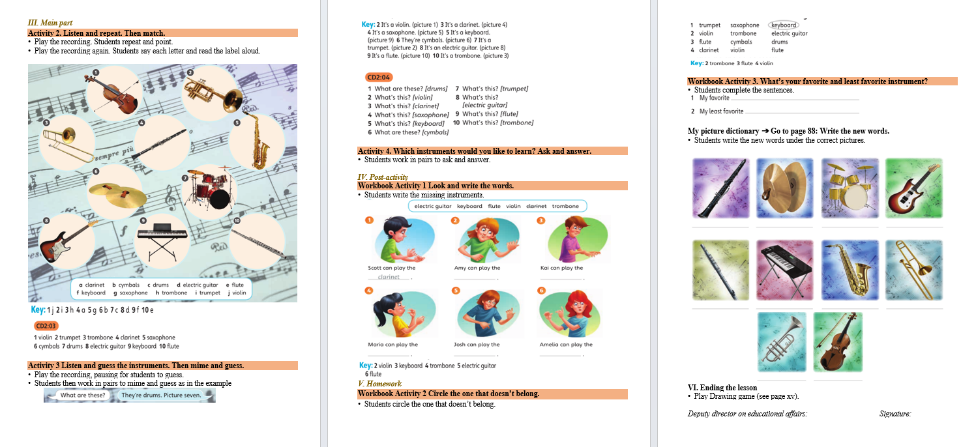 III. Main part
Activity 2. Listen and repeat. Then match.
• Play the recording. Students repeat and point.
• Play the recording again. Students say each letter and read the label aloud.
1
2
3
4
5
sempre piu
6
7
8
9
10
a clarinet b cymbals c drums d electric guitar e flute
f keyboard g saxophone h trombone i trumpet j violin
Key: 1 j 2 i 3 h 4 a 5 g 6 b 7 c 8 d 9 f 10 e
CD2:03
1 violin 2 trumpet 3 trombone 4 clarinet 5 saxophone
6 cymbals 7 drums 8 electric guitar 9 keyboard 10 flute
Activity 3 Listen and guess the instruments. Then mime and guess.
• Play the recording, pausing for students to guess.
• Students then work in pairs to mime and guess as in the example
What are these? They're drums. Picture seven.
Key: 2 It's a violin. (picture 1) 3 It's a clarinet. (picture 4)
4 It's a saxophone. (picture 5) 5 It's a keyboard.
(picture 9) 6 They're cymbals. (picture 6) 7 It's a
trumpet. (picture 2) 8 It's an electric guitar. (picture 8)
9 It's a flute. (picture 10) 10 It's a trombone. (picture 3)
CD2:04
1 What are these? [drums]
2 What's this? [violin]
3 What's this? [clarinet]
4 What's this? [saxophone]
5 What's this? [keyboard]
6 What are these? [cymbals]
7 What's this? [trumpet]
8 What's this?
[electric guitar]
9 What's this? [flute]
10 What's this? [trombone]
Activity 4. Which instruments would you like to learn? Ask and answer.
• Students work in pairs to ask and answer.
IV. Post-activity
Workbook Activity 1 Look and write the words.
• Students write the missing instruments.
electric guitar keyboard flute violin clarinet trombone
1
2
3
Scott can play the
clarinet.
Amy can play the
Kai can play the
4
5
6
Maria can play the
Josh can play the
Amelia can play the
Key: 2 violin 3 keyboard 4 trombone 5 electric guitar
6 flute
V. Homework
Workbook Activity 2 Circle the one that doesn't belong.
• Students circle the one that doesn't belong.
1 trumpet saxophone keyboard
2 violin trombone electric guitar
3 flute cymbals drums
4 clarinet violin flute
Key: 2 trombone 3 flute 4 violin
Workbook Activity 3. What's your favorite and least favorite instrument?
• Students complete the sentences.
1 My favorite
2 My least favorite
My picture dictionary ➔ Go to page 88: Write the new words.
• Students write the new words under the correct pictures.
VI. Ending the lesson
• Play Drawing game (see page xv).
Deputy director on educational affairs: Signature: